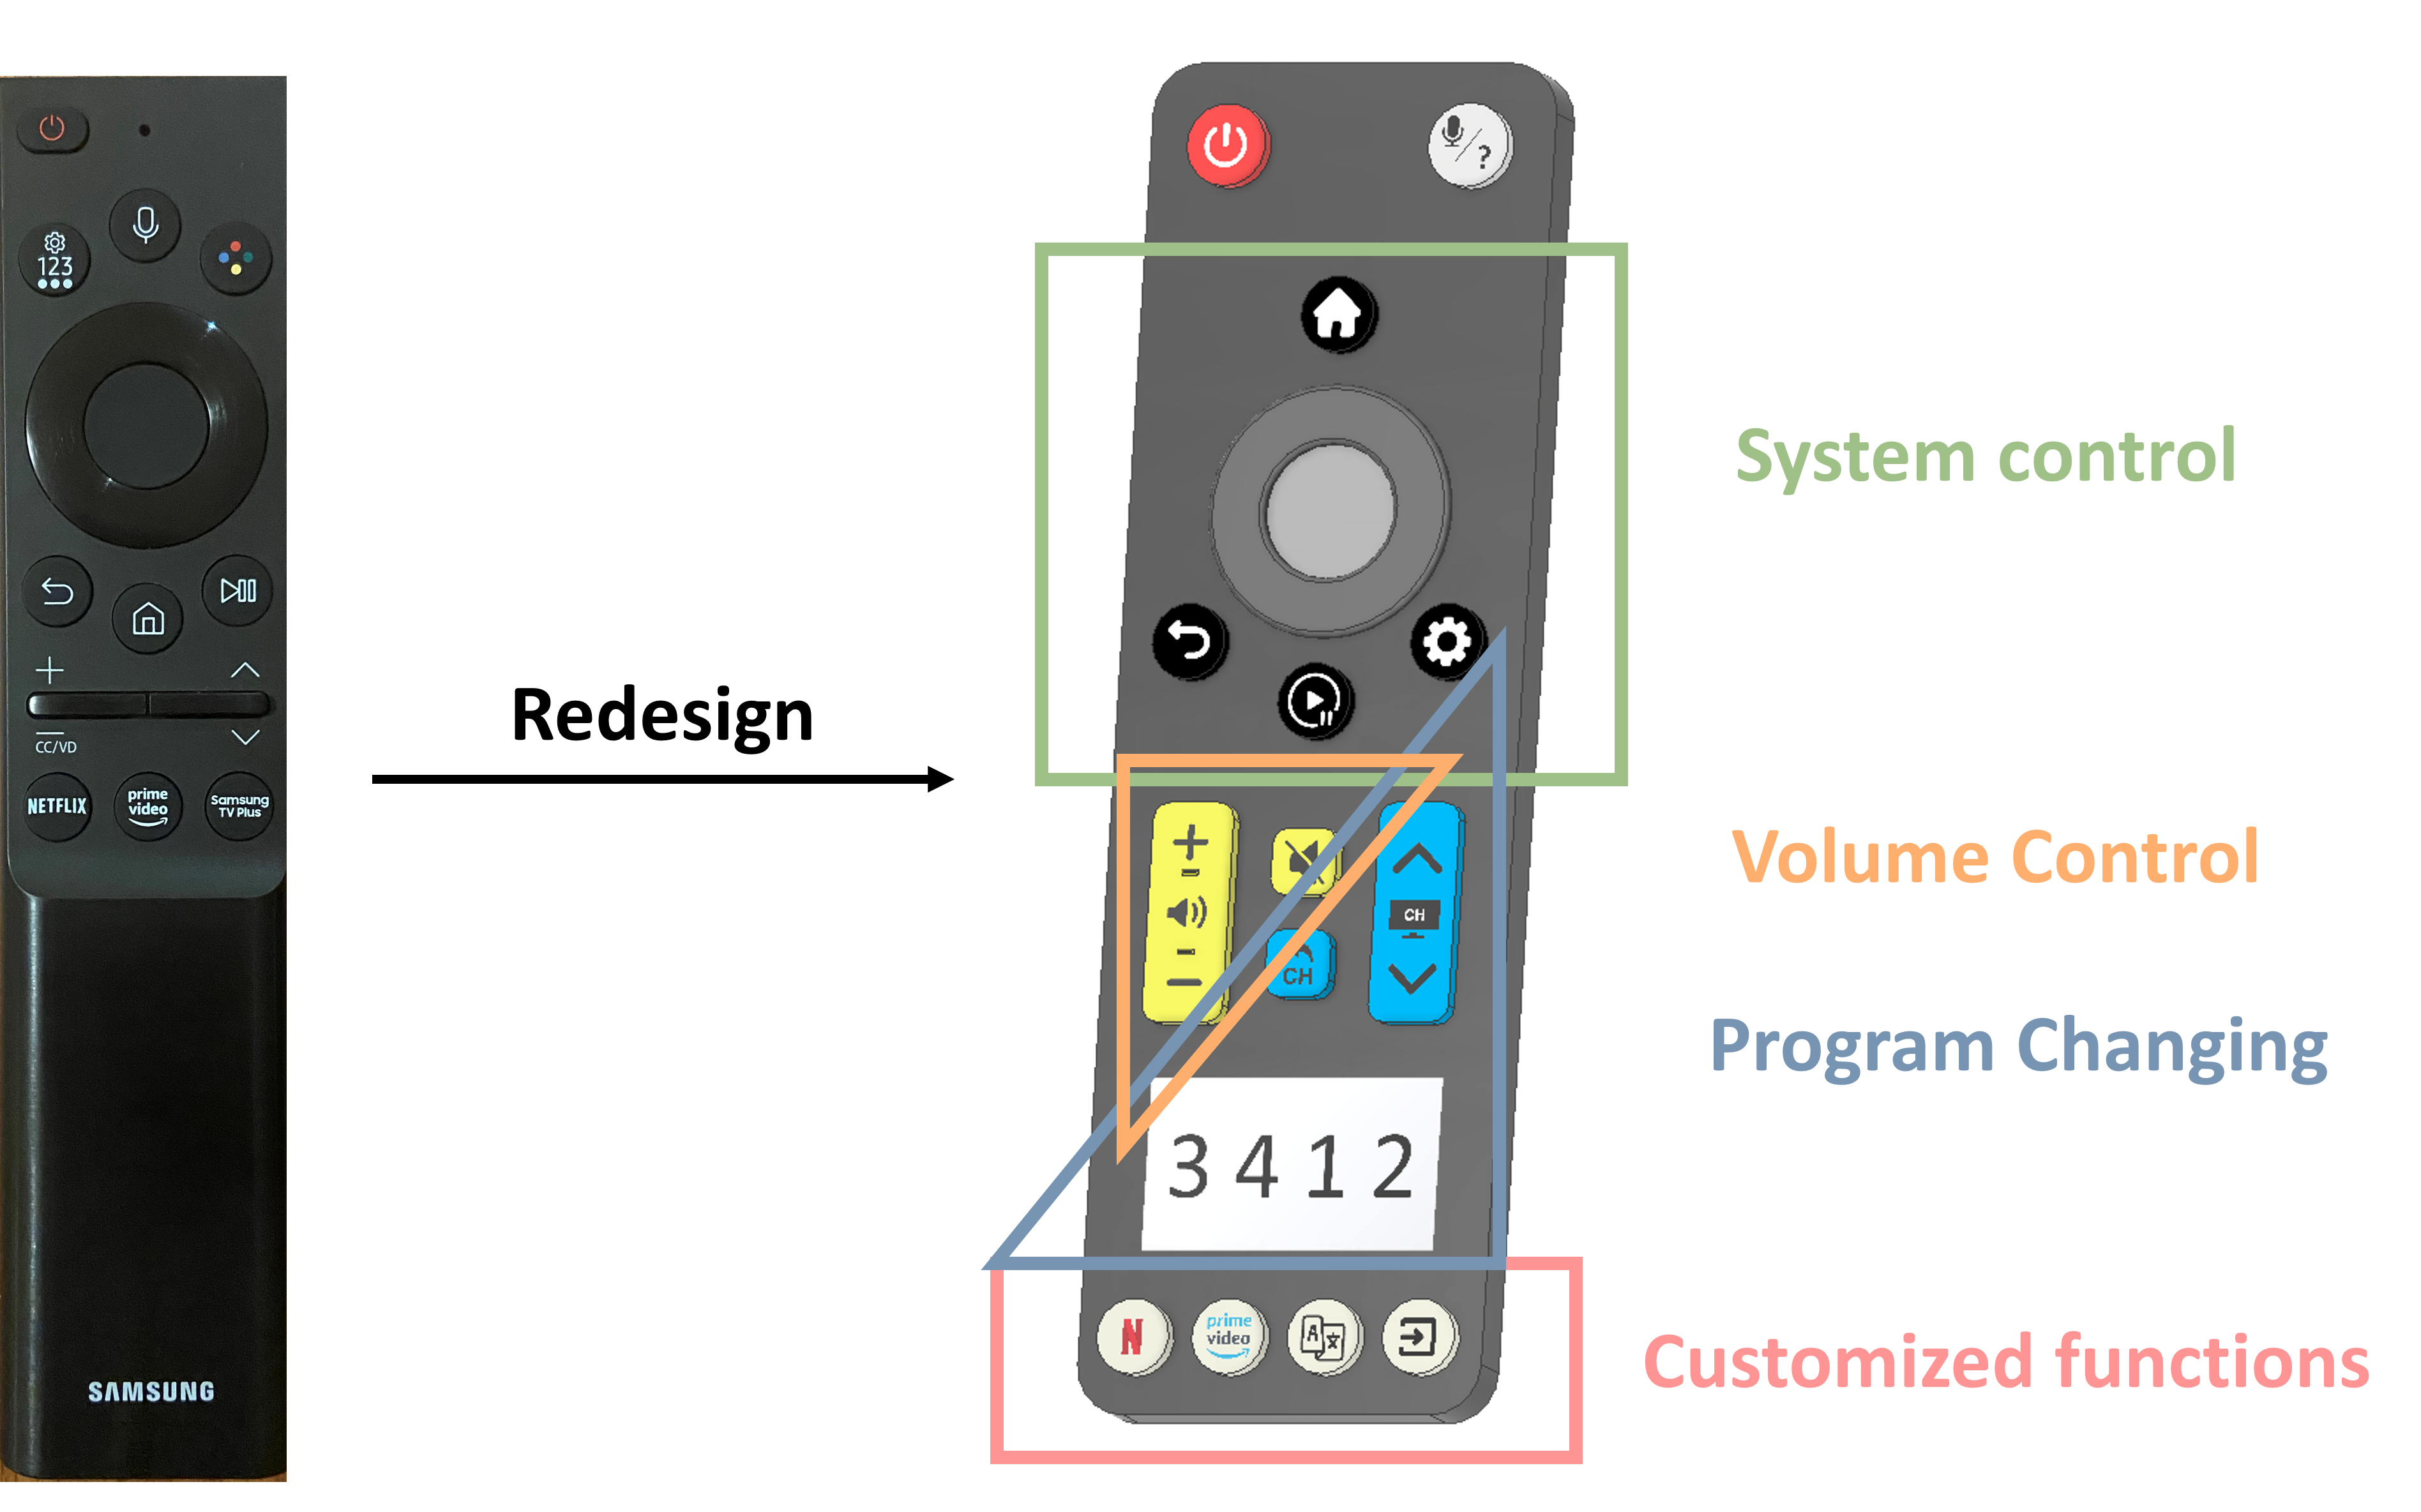 123
CC/VD
NETFLIX
prime
video
Samsung
TV Plus
SAMSUNG
Redesign
?
CH
CH
3 4 1 2
N
prime
video
A
文
System control
Volume Control
Program Changing
Customized functions